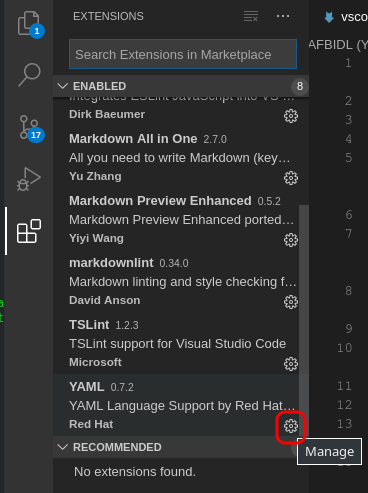 EXTENSIONS
vsco
1
Search Extensions in Marketplace
AFBIDL (Y
ENABLED
8
1
Integrates ESLint JavaScript into VS …
Dirk Baeumer
2
Markdown All in One 2.7.0
3
All you need to write Markdown (key…
4
Yu Zhang
5
17
Markdown Preview Enhanced 0.5.2
Markdown Preview Enhanced ported…
6
Yiyi Wang
7
markdownlint 0.34.0
Markdown linting and style checking f…
8
David Anson
a
t
TSLint 1.2.3
9
TSLint support for Visual Studio Code
10
Microsoft
YAML 0.7.2
11
YAML Language Support by Red Hat…
12
Red Hat
13
RECOMMENDED
Manage
No extensions found.